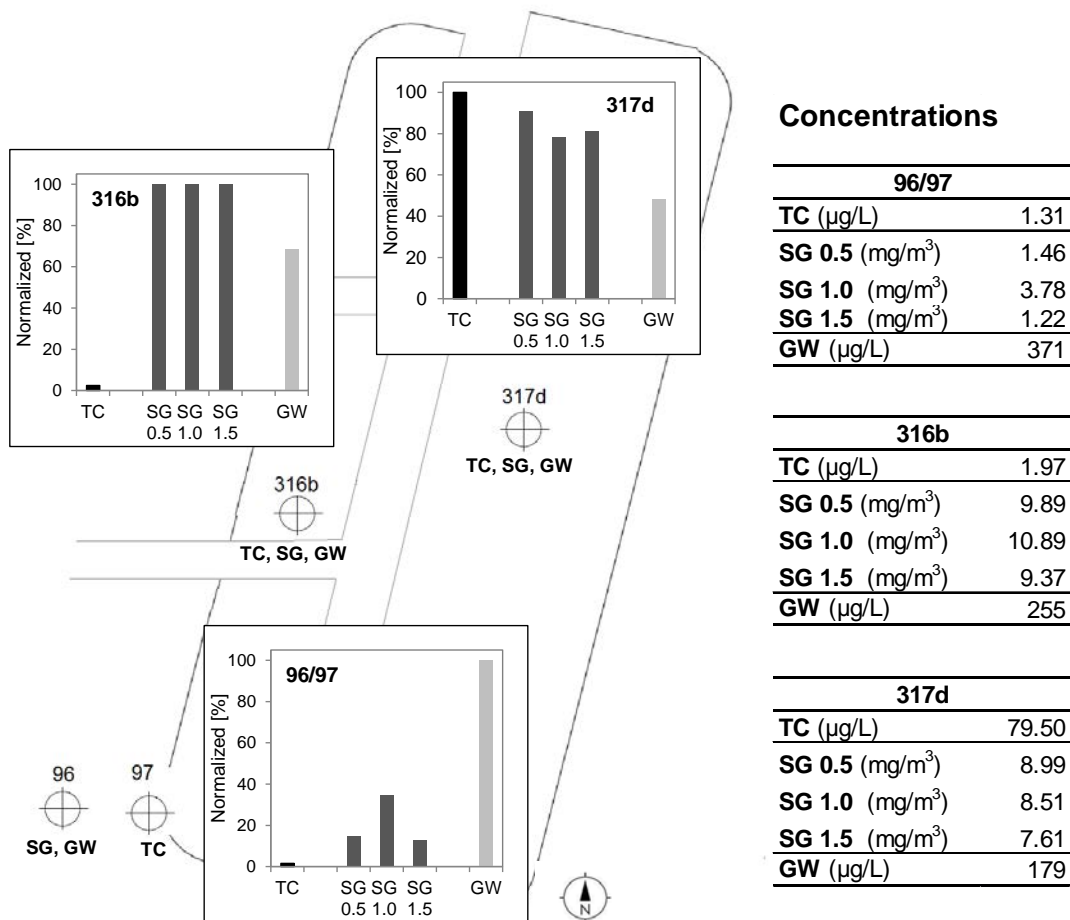 317d
Normalized [%]
100
80
60
40
20
0
TC SG SG SG GW
0.5 1.0 1.5
316b
Normalized [%]
100
80
60
40
20
0
TC SG SG SG GW
0.5 1.0 1.5
317d
TC, SG, GW
316b
TC, SG, GW
96/97
Normalized [%]
100
80
60
40
20
0
TC SG SG SG GW
0.5 1.0 1.5
96
SG, GW
97
TC
N
Concentrations
96/97
TC (µg/L) 1.31
SG 0.5 (mg/m³) 1.46
SG 1.0 (mg/m³) 3.78
SG 1.5 (mg/m³) 1.22
GW (µg/L) 371
316b
TC (µg/L) 1.97
SG 0.5 (mg/m³) 9.89
SG 1.0 (mg/m³) 10.89
SG 1.5 (mg/m³) 9.37
GW (µg/L) 255
317d
TC (µg/L) 79.50
SG 0.5 (mg/m³) 8.99
SG 1.0 (mg/m³) 8.51
SG 1.5 (mg/m³) 7.61
GW (µg/L) 179